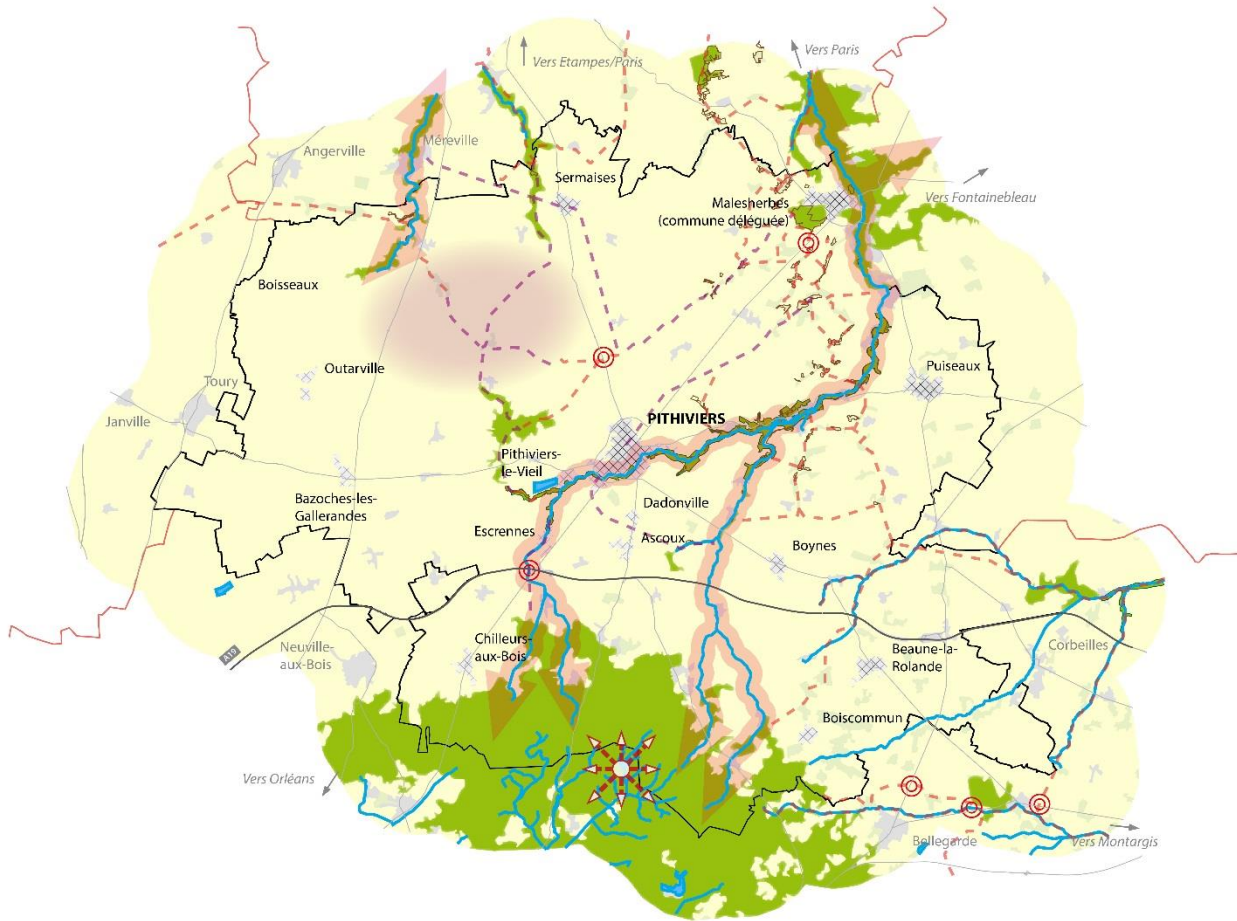 Vers Paris
Vers Etampes/Paris
Méreville
Angerville
Sermaises
Vers Fontainebleau
Malesherbes
(commune déléguée)
Boisseaux
Outarville
Puiseaux
Toury
Janville
PITHIVIERS
Pithiviers-
le-Vieil
Bazoches-les-
Gallerandes
Dadonville
Escrennes
Ascoux
Boynes
Chilleurs-
aux-Bois
Neuville-
aux-Bois
A19
Beaune-la-
Rolande
Corbeilles
Boiscommun
Vers Orléans
Bellegarde
Vers Montargis